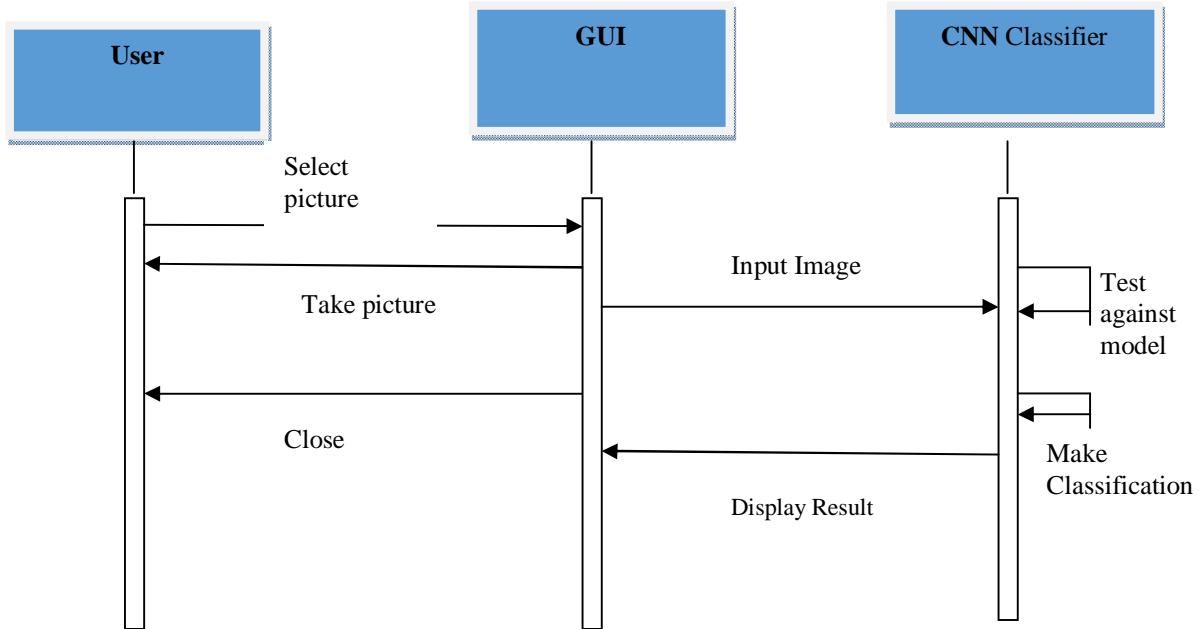 User
GUI
CNN Classifier
Select
picture
Input Image
Take picture
Test
against
model
Close
Make
Classification
Display Result